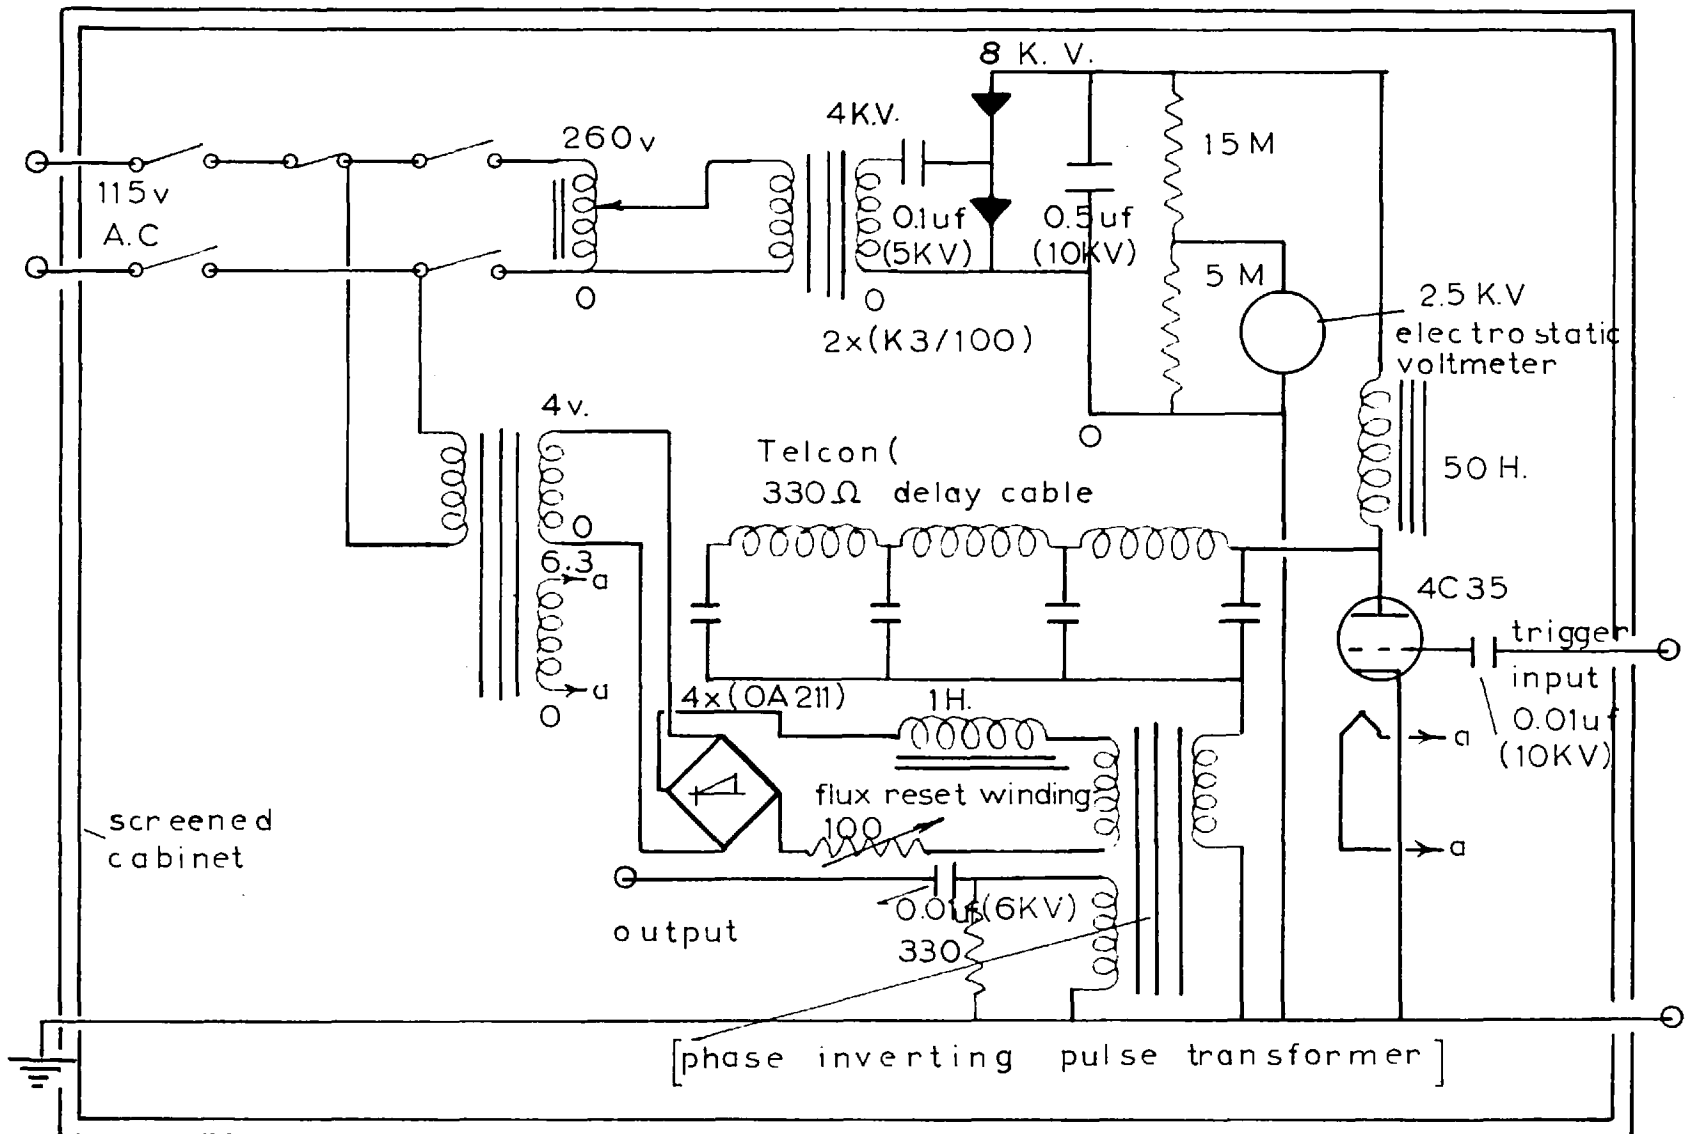 8 K. V.
4K.V.
260v
115v
A.C
15 M
0.1uf
(5KV)
0.5uf
(10KV)
5 M
0
0
2x(K3/100)
2.5 K.V
electrostatic
voltmeter
4v.
0
Telcon(
330Ω delay cable
50 H.
0
6.3
a
4C35
trigger
input
0.01uf
(10KV)
a
0
4x(OA211)
1H.
a
flux reset winding
100
a
screened
cabinet
0.01uf(6KV)
output
330
[phase inverting pulse transformer]